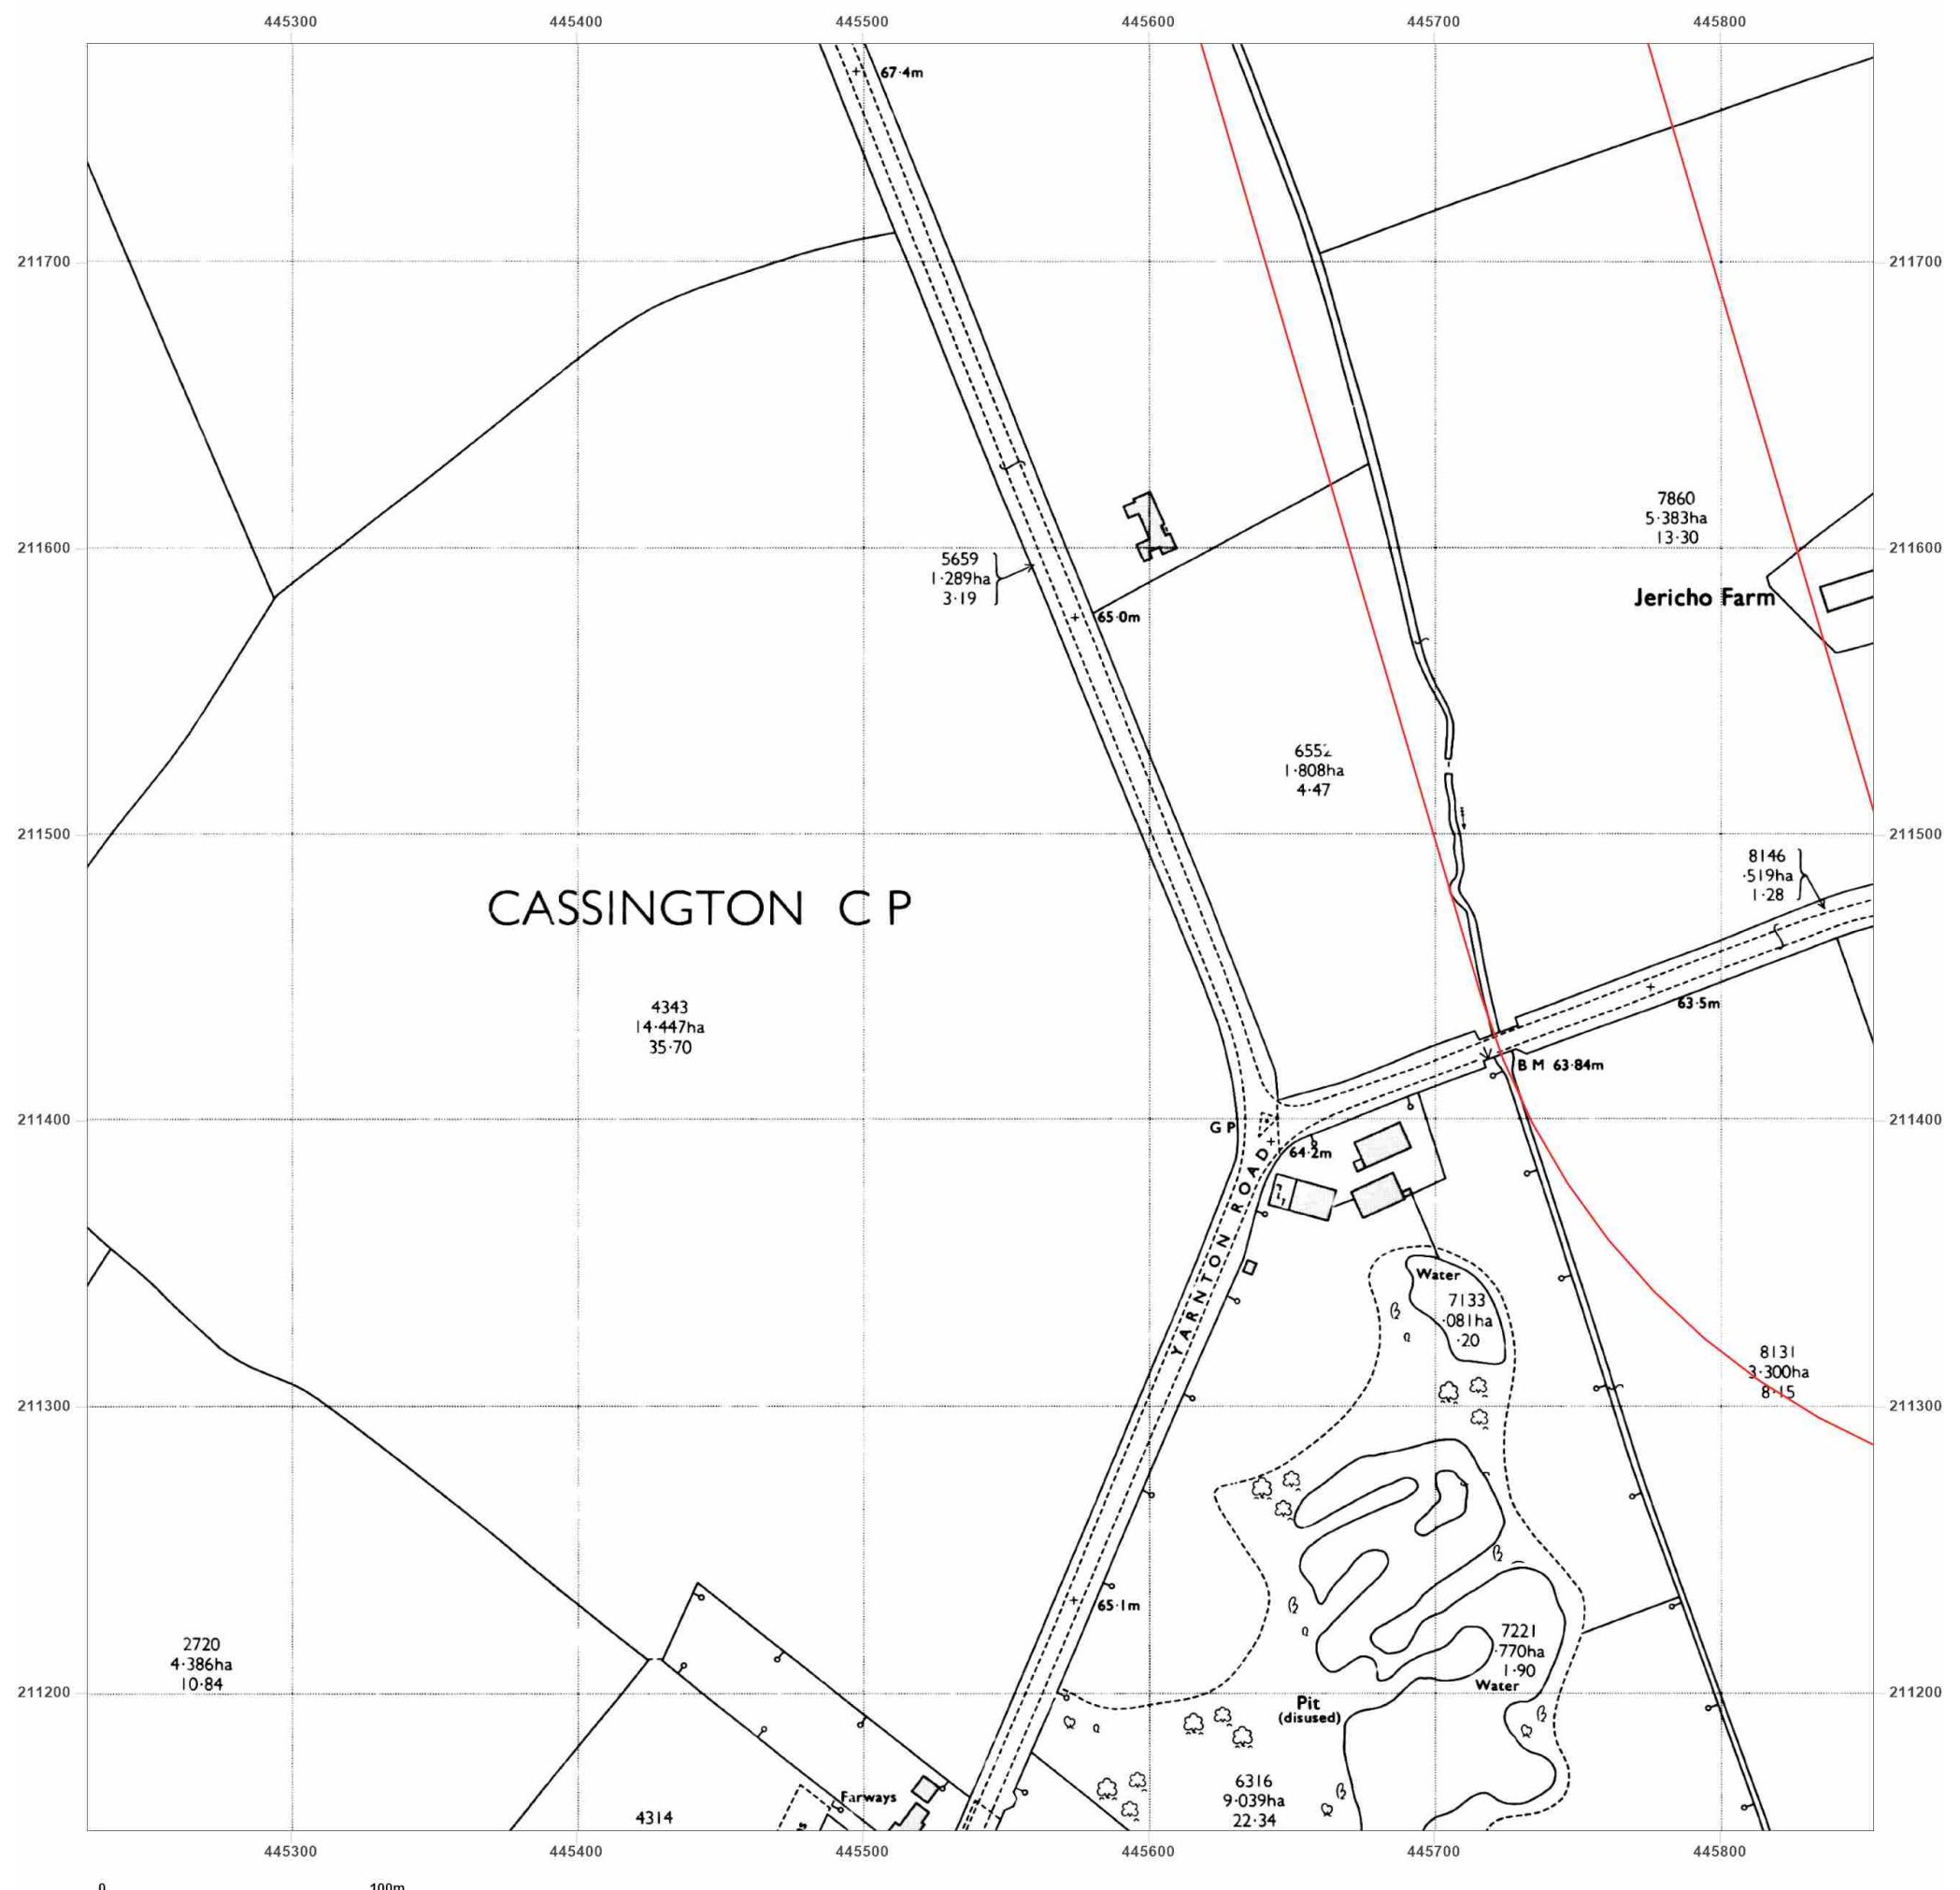 445300 445400 445500 445600 445700 445800
67·4m
211700 211700
7860
5·383ha
13·30
211600 211600
5659
1·289ha
3·19
Jericho Farm
65·0m
6552
1·808ha
4·47
211500 211500
8146
·519ha
1·28
CASSINGTON C P
63·5m
4343
14·447ha
35·70
B M 63·84m
211400 211400
G P
64·2m
YARNTON ROAD
Water
7133
·081ha
·20
8131
3·300ha
8·15
211300 211300
65·1m
7221
·770ha
1·90
Water
2720
4·386ha
10·84
211200 211200
Pit
(disused)
6316
9·039ha
22·34
Farways
4314
445300 445400 445500 445600 445700 445800
0 100m